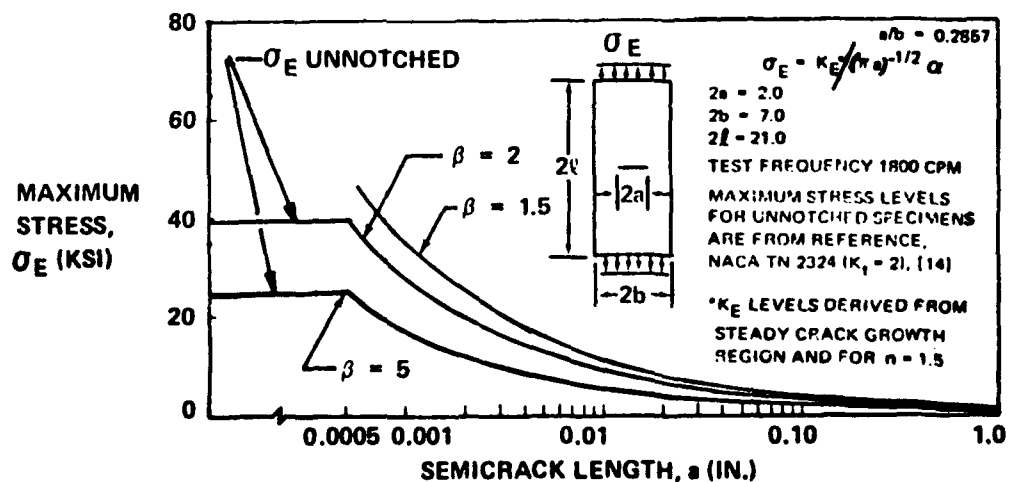 80
60
40
20
0
MAXIMUM
STRESS,
σE (KSI)
σE UNNOTCHED
β = 2
β = 1.5
β = 5
σE
2ℓ
2a
2b
a/b = 0.2857
σE = KE*/(πa)^-1/2 α
2a = 2.0
2b = 7.0
2ℓ = 21.0
TEST FREQUENCY 1800 CPM
MAXIMUM STRESS LEVELS
FOR UNNOTCHED SPECIMENS
ARE FROM REFERENCE,
NACA TN 2324 (Kt = 2), (14)
*KE LEVELS DERIVED FROM
STEADY CRACK GROWTH
REGION AND FOR n = 1.5
0.0005 0.001 0.01 0.10 1.0
SEMICRACK LENGTH, a (IN.)